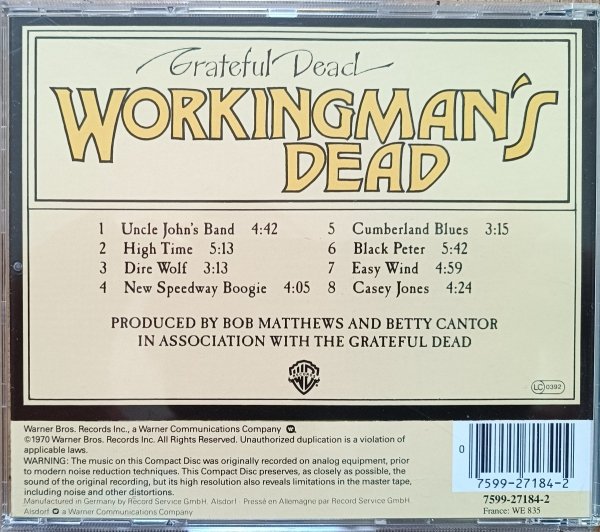 Grateful Dead
WORKINGMAN'S
DEAD
1 Uncle John's Band 4:42
2 High Time 5:13
3 Dire Wolf 3:13
4 New Speedway Boogie 4:05
5 Cumberland Blues 3:15
6 Black Peter 5:42
7 Easy Wind 4:59
8 Casey Jones 4:24
PRODUCED BY BOB MATTHEWS AND BETTY CANTOR
IN ASSOCIATION WITH THE GRATEFUL DEAD
LC 0392
Warner Bros. Records Inc., a Warner Communications Company
©1970 Warner Bros. Records Inc. All Rights Reserved. Unauthorized duplication is a violation of
applicable laws.
WARNING: The music on this Compact Disc was originally recorded on analog equipment, prior
to modern noise reduction techniques. This Compact Disc preserves, as closely as possible, the
sound of the original recording, but its high resolution also reveals limitations in the master tape,
including noise and other distortions.
Manufactured in Germany by Record Service GmbH, Alsdorf · Pressé en Allemagne par Record Service GmbH.
Alsdorf a Warner Communications Company
0
7599-27184-2
7599-27184-2
France: WE 835